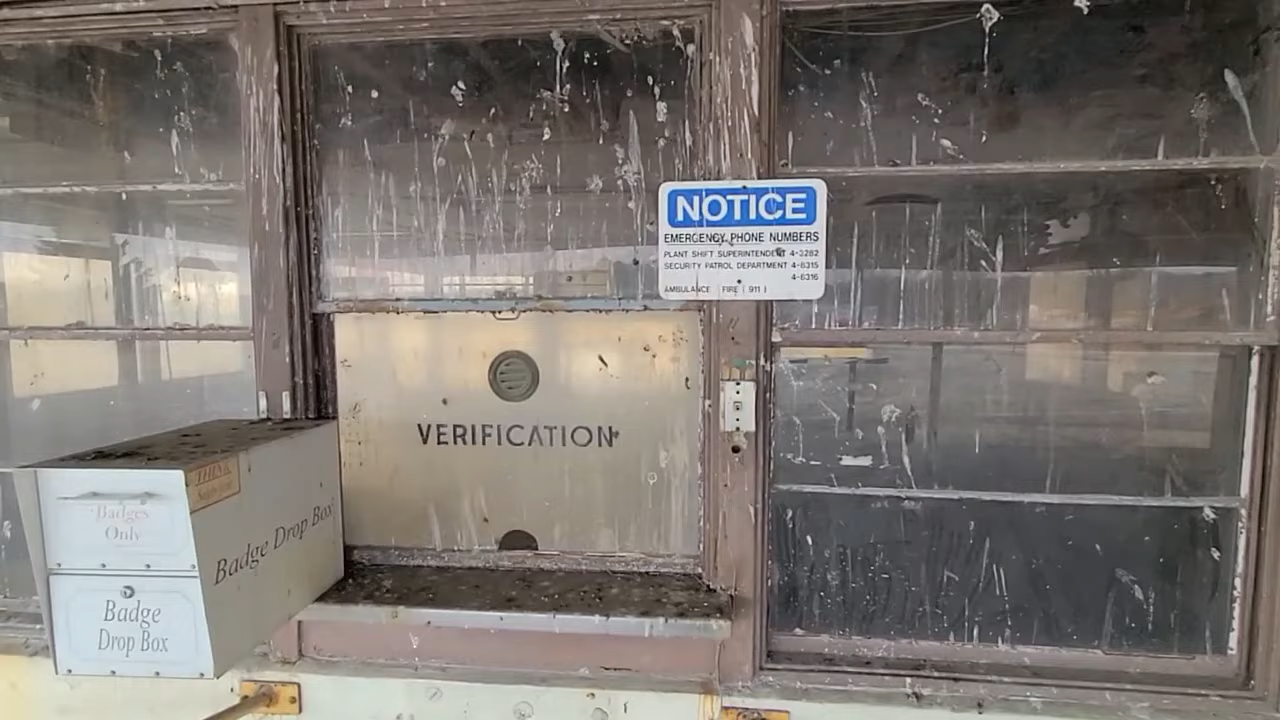 NOTICE
EMERGENCY PHONE NUMBERS
PLANT SHIFT SUPERINTENDENT 4-3282
SECURITY PATROL DEPARTMENT 4-6315
4-6316
AMBULANCE FIRE 911
VERIFICATION
THINK
Badges
Only
Badge Drop Box
Badge
Drop Box